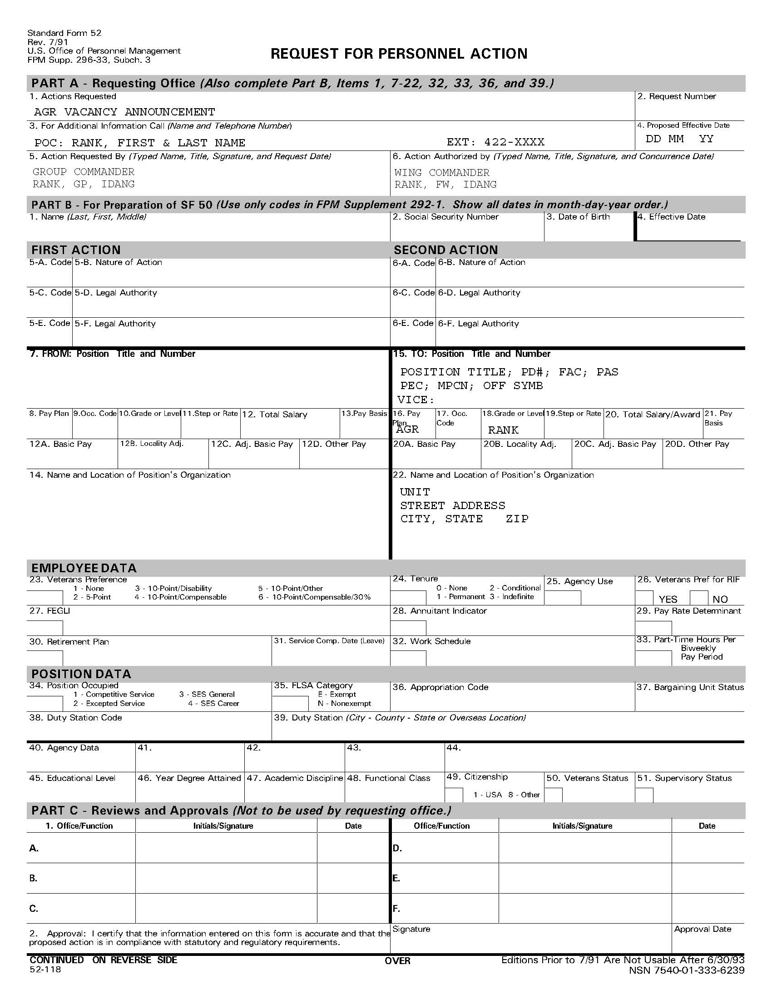 Standard Form 52
Rev. 7/91
U.S. Office of Personnel Management
FPM Supp. 296-33, Subch. 3
REQUEST FOR PERSONNEL ACTION
PART A - Requesting Office (Also complete Part B, Items 1, 7-22, 32, 33, 36, and 39.)
1. Actions Requested
AGR VACANCY ANNOUNCEMENT
2. Request Number
3. For Additional Information Call (Name and Telephone Number)
POC: RANK, FIRST & LAST NAME EXT: 422-XXXX
4. Proposed Effective Date
DD MM YY
5. Action Requested By (Typed Name, Title, Signature, and Request Date)
GROUP COMMANDER
RANK, GP, IDANG
6. Action Authorized by (Typed Name, Title, Signature, and Concurrence Date)
WING COMMANDER
RANK, FW, IDANG
PART B - For Preparation of SF 50 (Use only codes in FPM Supplement 292-1. Show all dates in month-day-year order.)
1. Name (Last, First, Middle)
2. Social Security Number
3. Date of Birth
4. Effective Date
FIRST ACTION
SECOND ACTION
5-A. Code
5-B. Nature of Action
6-A. Code
6-B. Nature of Action
5-C. Code
5-D. Legal Authority
6-C. Code
6-D. Legal Authority
5-E. Code
5-F. Legal Authority
6-E. Code
6-F. Legal Authority
7. FROM: Position Title and Number
15. TO: Position Title and Number
POSITION TITLE; PD#; FAC; PAS
PEC; MPCN; OFF SYMB
VICE:
8. Pay Plan
9.Occ. Code
10.Grade or Level
11.Step or Rate
12. Total Salary
13.Pay Basis
16. Pay
Plan
AGR
17. Occ.
Code
18.Grade or Level
RANK
19.Step or Rate
20. Total Salary/Award
21. Pay
Basis
12A. Basic Pay
12B. Locality Adj.
12C. Adj. Basic Pay
12D. Other Pay
20A. Basic Pay
20B. Locality Adj.
20C. Adj. Basic Pay
20D. Other Pay
14. Name and Location of Position's Organization
22. Name and Location of Position's Organization
UNIT
STREET ADDRESS
CITY, STATE ZIP
EMPLOYEE DATA
23. Veterans Preference
1 - None 3 - 10-Point/Disability 5 - 10-Point/Other
2 - 5-Point 4 - 10-Point/Compensable 6 - 10-Point/Compensable/30%
24. Tenure
0 - None 2 - Conditional
1 - Permanent 3 - Indefinite
25. Agency Use
26. Veterans Pref for RIF
YES NO
27. FEGLI
28. Annuitant Indicator
29. Pay Rate Determinant
30. Retirement Plan
31. Service Comp. Date (Leave)
32. Work Schedule
33. Part-Time Hours Per
Biweekly
Pay Period
POSITION DATA
34. Position Occupied
1 - Competitive Service 3 - SES General
2 - Excepted Service 4 - SES Career
35. FLSA Category
E - Exempt
N - Nonexempt
36. Appropriation Code
37. Bargaining Unit Status
38. Duty Station Code
39. Duty Station (City - County - State or Overseas Location)
40. Agency Data
41.
42.
43.
44.
45. Educational Level
46. Year Degree Attained
47. Academic Discipline
48. Functional Class
49. Citizenship
1 - USA 8 - Other
50. Veterans Status
51. Supervisory Status
PART C - Reviews and Approvals (Not to be used by requesting office.)
1. Office/Function Initials/Signature Date Office/Function Initials/Signature Date
A.
D.
B.
E.
C.
F.
2. Approval: I certify that the information entered on this form is accurate and that the
proposed action is in compliance with statutory and regulatory requirements.
Signature
Approval Date
CONTINUED ON REVERSE SIDE
52-118
OVER
Editions Prior to 7/91 Are Not Usable After 6/30/93
NSN 7540-01-333-6239